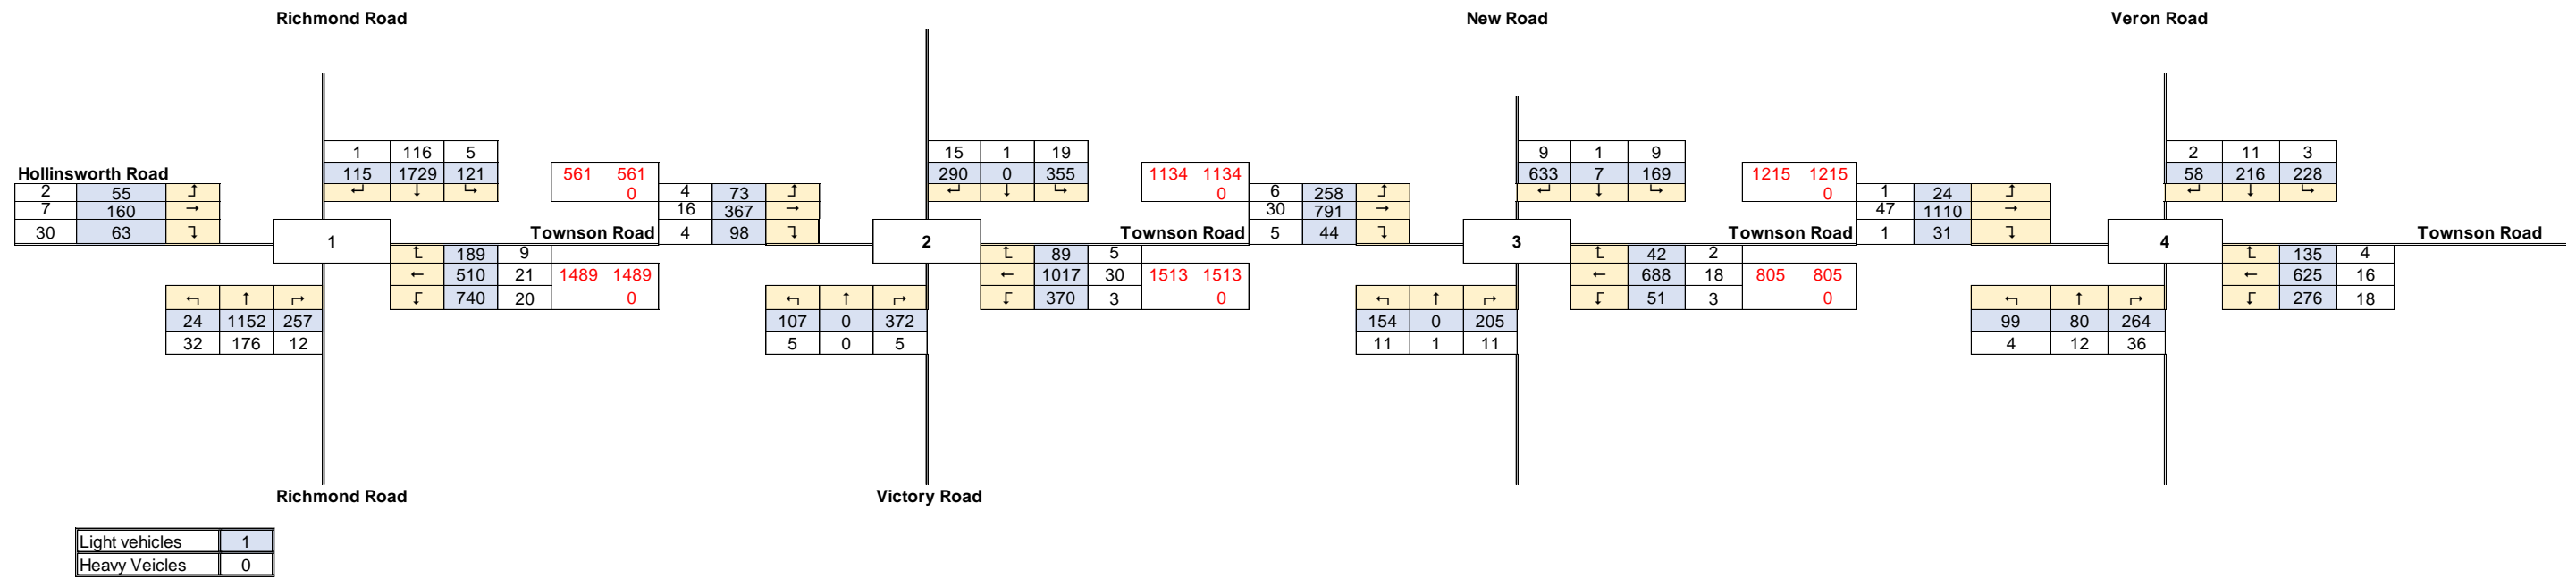 Richmond Road New Road Veron Road
1 116 5 15 1 19 9 1 9 2 11 3
Hollinsworth Road 115 1729 121 561 561 290 0 355 1134 1134 633 7 169 1215 1215 58 216 228
2 55 ↵ ↓ ↳ 0 4 73 ↵ ↓ ↳ 0 6 258 ↵ ↓ ↳ 0 1 24 ↵ ↓ ↳
7 160 → 16 367 → 30 791 → 47 1110 →
30 63 1 Townson Road 4 98 2 Townson Road 5 44 3 Townson Road 1 31 4 Townson Road
189 9 89 5 42 2 135 4
← 510 21 1489 1489 ← 1017 30 1513 1513 ← 688 18 805 805 ← 625 16
↰ ↑ ↱ 740 20 0 ↰ ↑ ↱ 370 3 0 ↰ ↑ ↱ 51 3 0 ↰ ↑ ↱ 276 18
24 1152 257 107 0 372 154 0 205 99 80 264
32 176 12 5 0 5 11 1 11 4 12 36
Richmond Road Victory Road
Light vehicles 1
Heavy Veicles 0